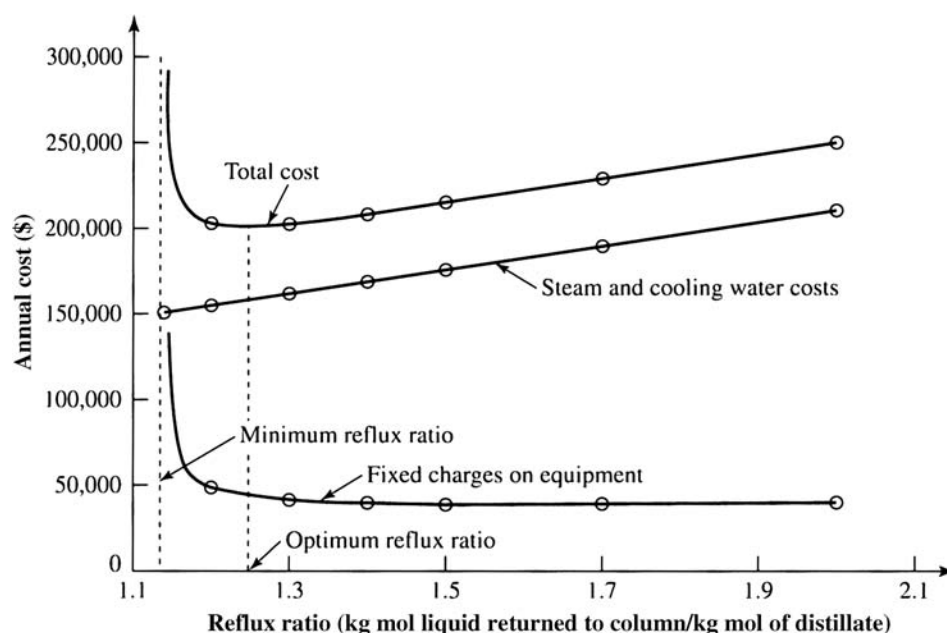 300,000
250,000
Total cost
200,000
Annual cost ($)
Steam and cooling water costs
150,000
100,000
Minimum reflux ratio
50,000
Fixed charges on equipment
Optimum reflux ratio
0
1.1 1.3 1.5 1.7 1.9 2.1
Reflux ratio (kg mol liquid returned to column/kg mol of distillate)